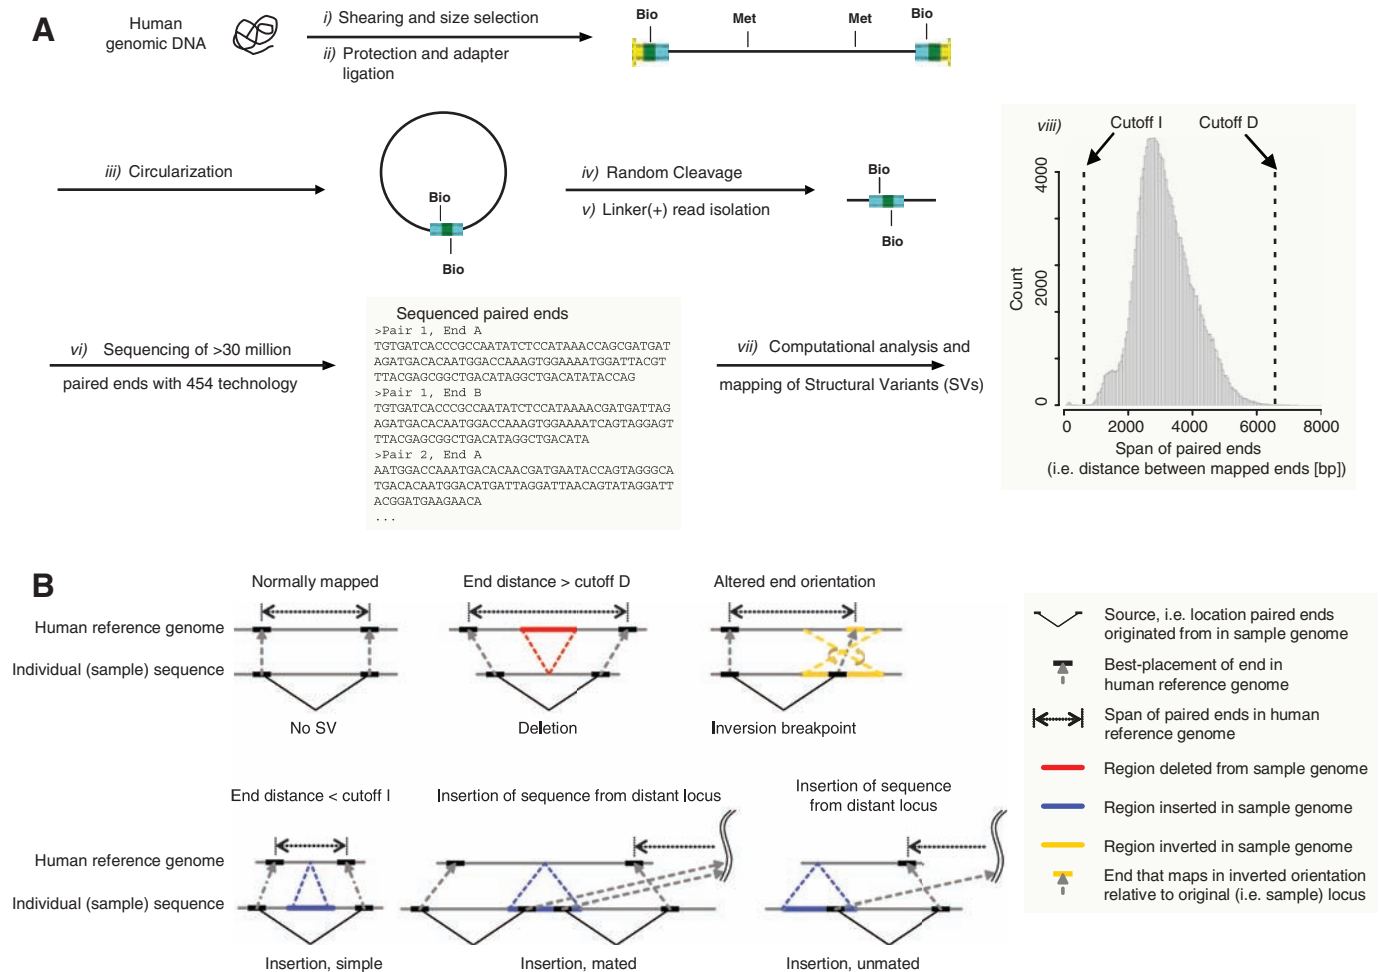 A
Human
genomic DNA
i) Shearing and size selection
ii) Protection and adapter
ligation
Bio
Met
Met
Bio
iii) Circularization
Bio
Bio
iv) Random Cleavage
v) Linker(+) read isolation
Bio
Bio
vi) Sequencing of >30 million
paired ends with 454 technology
Sequenced paired ends
>Pair 1, End A
TGTGATCACCCGCCAATATCTCCATAAACCAGCGATGAT
AGATGACACAATGGACCAAAGTGGAAAATGGATTACGT
TTACGAGCGGCTGACATAGGCTGACATATACCAG
>Pair 1, End B
TGTGATCACCCGCCAATATCTCCATAAAACGATGATTAG
AGATGACACAATGGACCAAAGTGGAAAATCAGTAGGAGT
TTACGAGCGGCTGACATAGGCTGACATA
>Pair 2, End A
AATGGACCAAATGACACAACGATGAATACCAGTAGGGCA
TGACACAATGGACATGATTAGGATTAACAGTATAGGATT
ACGGATGAAGAACA
...
vii) Computational analysis and
mapping of Structural Variants (SVs)
viii)
Cutoff I
Cutoff D
Count
4000
2000
0
0 2000 4000 6000 8000
Span of paired ends
(i.e. distance between mapped ends [bp])
B
Normally mapped
End distance > cutoff D
Altered end orientation
Human reference genome
Individual (sample) sequence
No SV
Deletion
Inversion breakpoint
End distance < cutoff I
Insertion of sequence from distant locus
Insertion of sequence
from distant locus
Human reference genome
Individual (sample) sequence
Insertion, simple
Insertion, mated
Insertion, unmated
Source, i.e. location paired ends
originated from in sample genome
Best-placement of end in
human reference genome
Span of paired ends in human
reference genome
Region deleted from sample genome
Region inserted in sample genome
Region inverted in sample genome
End that maps in inverted orientation
relative to original (i.e. sample) locus